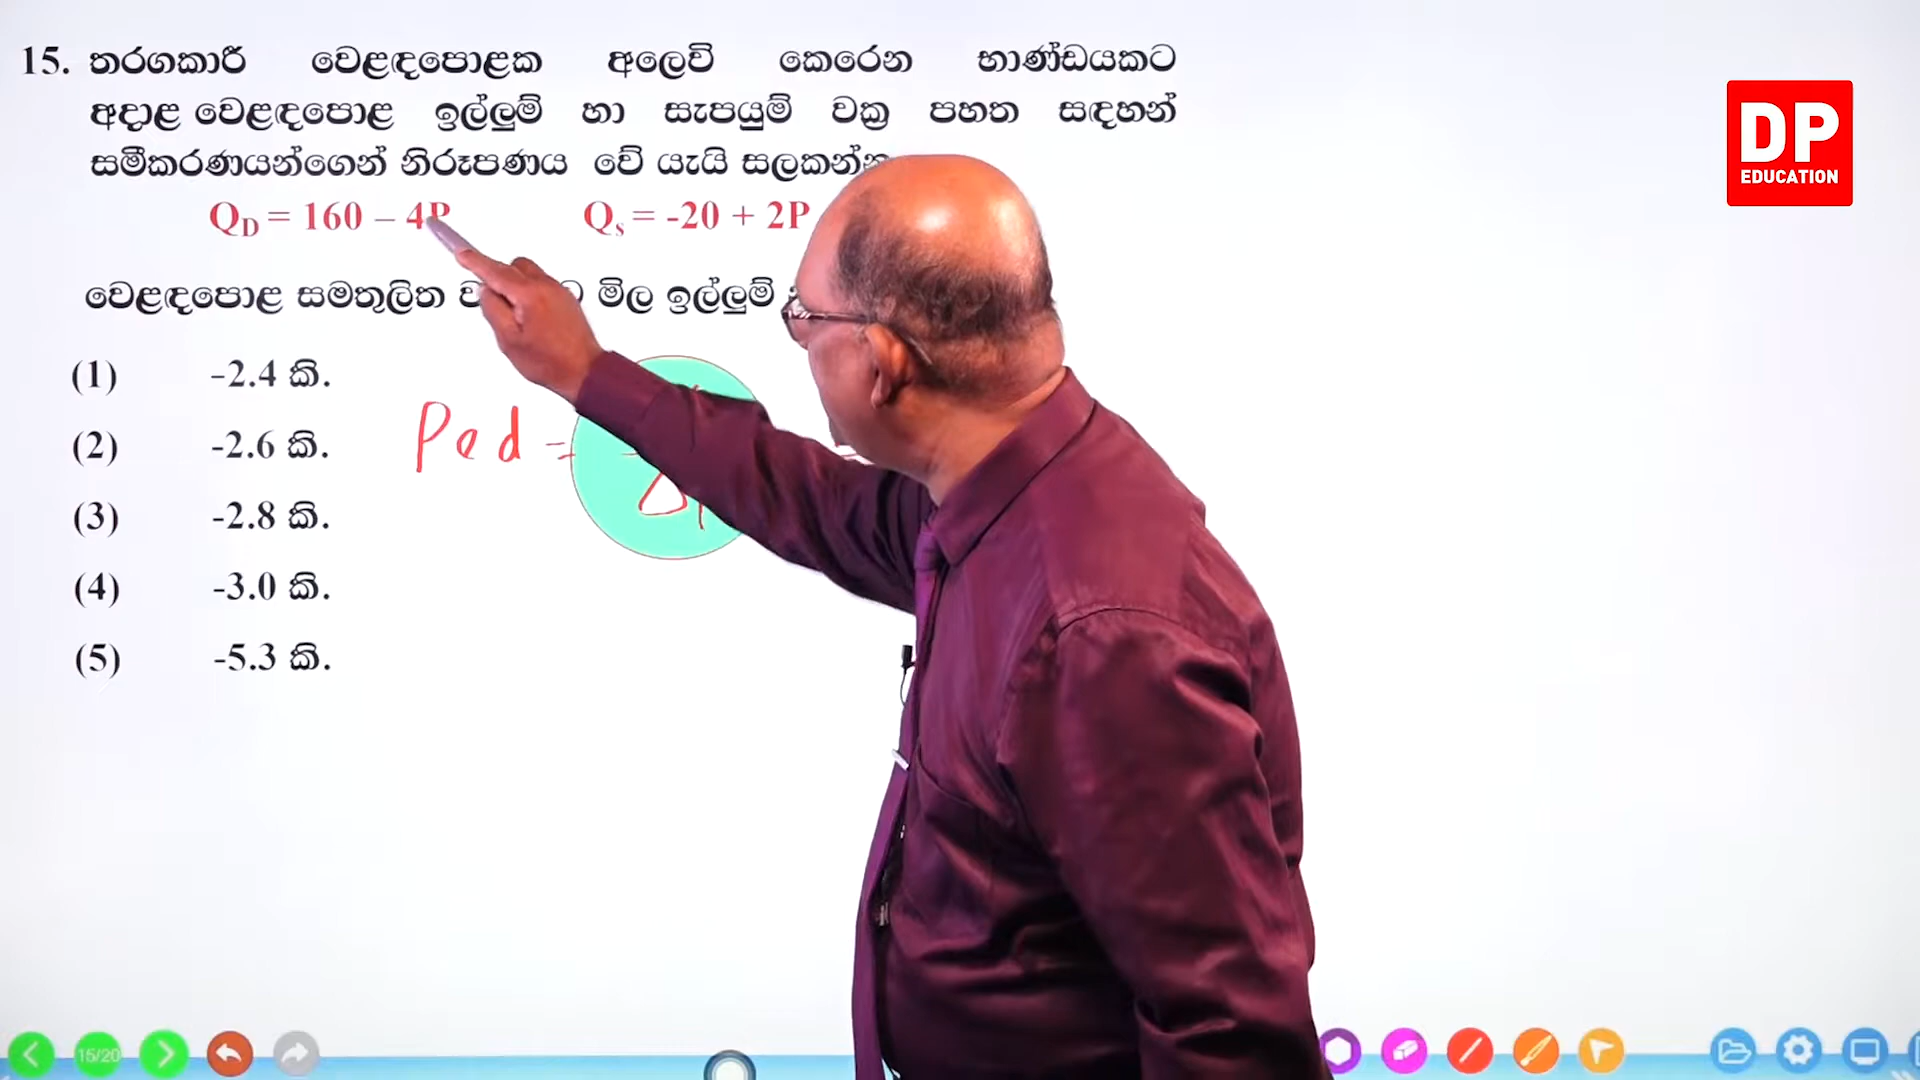 15. තරගකාරී වෙළඳපොළක අලෙවි කෙරෙන භාණ්ඩයකට
අදාළ වෙළඳපොළ ඉල්ලුම් හා සැපයුම් වක්‍ර පහත සඳහන්
සමීකරණයන්ගෙන් නිරූපණය වේ යැයි සලකන්න
Q_D = 160 – 4P Q_s = -20 + 2P
වෙළඳපොළ සමතුලිත මිල ඉල්ලුම්
(1) -2.4 කි.
(2) -2.6 කි.
(3) -2.8 කි.
(4) -3.0 කි.
(5) -5.3 කි.
Ped =
DP
EDUCATION
15/20